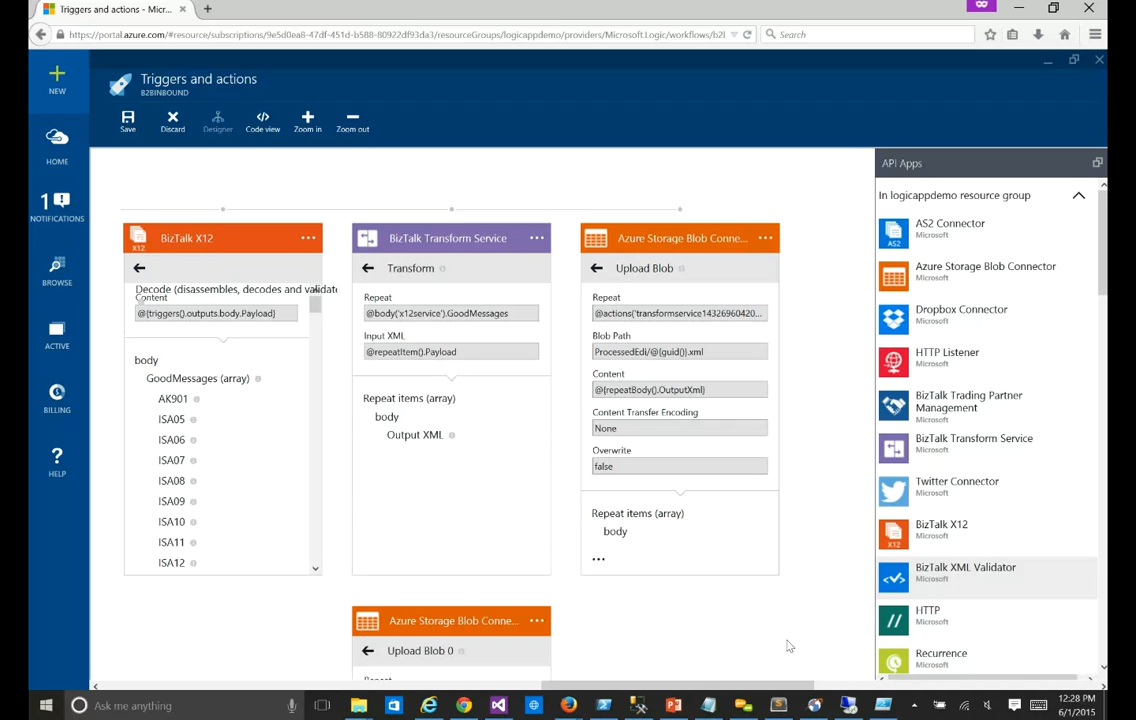 Triggers and actions - Micr...
https://portal.azure.com/#resource/subscriptions/9e5d0ea8-47df-451d-b588-80922df93da3/resourceGroups/logicappdemo/providers/Microsoft.Logic/workflows/b2l
Search
NEW
Triggers and actions
B2BINBOUND
Save
Discard
Designer
Code view
Zoom in
Zoom out
HOME
1
NOTIFICATIONS
BROWSE
ACTIVE
BILLING
HELP
X12
BizTalk X12
...
Decode (disassembles, decodes and validate
Content
@{triggers().outputs.body.Payload}
body
GoodMessages (array)
AK901
ISA05
ISA06
ISA07
ISA08
ISA09
ISA10
ISA11
ISA12
BizTalk Transform Service
...
Transform
Repeat
@body('x12service').GoodMessages
Input XML
@repeatItem().Payload
Repeat items (array)
body
Output XML
Azure Storage Blob Conne...
...
Upload Blob
Repeat
@actions('transformservice14326960420...
Blob Path
ProcessedEdi/@{guid()}.xml
Content
@{repeatBody().OutputXml}
Content Transfer Encoding
None
Overwrite
false
Repeat items (array)
body
...
Azure Storage Blob Conne...
...
Upload Blob 0
Repeat
API Apps
In logicappdemo resource group
AS2
AS2 Connector
Microsoft
Azure Storage Blob Connector
Microsoft
Dropbox Connector
Microsoft
HTTP Listener
Microsoft
BizTalk Trading Partner
Management
Microsoft
BizTalk Transform Service
Microsoft
Twitter Connector
Microsoft
X12
BizTalk X12
Microsoft
BizTalk XML Validator
Microsoft
HTTP
Microsoft
Recurrence
Microsoft
Ask me anything
12:28 PM
6/1/2015